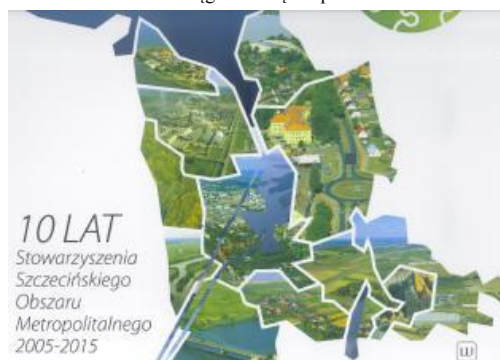 10 LAT
Stowarzyszenia
Szczecińskiego
Obszaru
Metropolitalnego
2005-2015